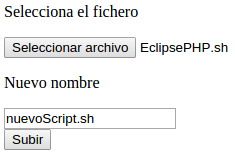 Selecciona el fichero
Seleccionar archivo EclipsePHP.sh
Nuevo nombre
nuevoScript.sh
Subir